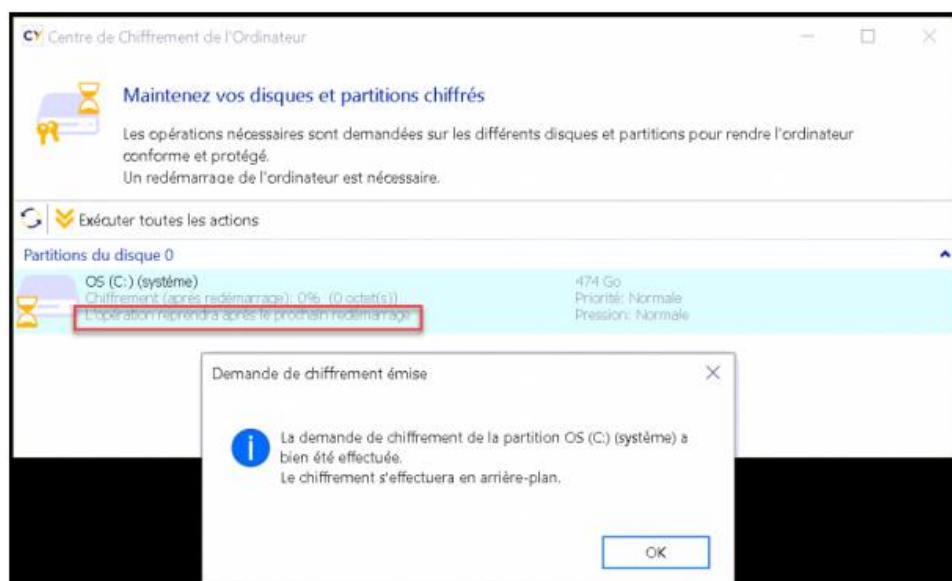 CY Centre de Chiffrement de l'Ordinateur
Maintenez vos disques et partitions chiffrés
Les opérations nécessaires sont demandées sur les différents disques et partitions pour rendre l'ordinateur
conforme et protégé.
Un redémarrage de l'ordinateur est nécessaire.
Exécuter toutes les actions
Partitions du disque 0
OS (C:) (système)
474 Go
Chiffrement (après redémarrage): 0% (0 octet(s))
Priorité: Normale
L'opération reprendra après le prochain redémarrage
Pression: Normale
Demande de chiffrement émise
La demande de chiffrement de la partition OS (C:) (système) a
bien été effectuée.
Le chiffrement s'effectuera en arrière-plan.
OK